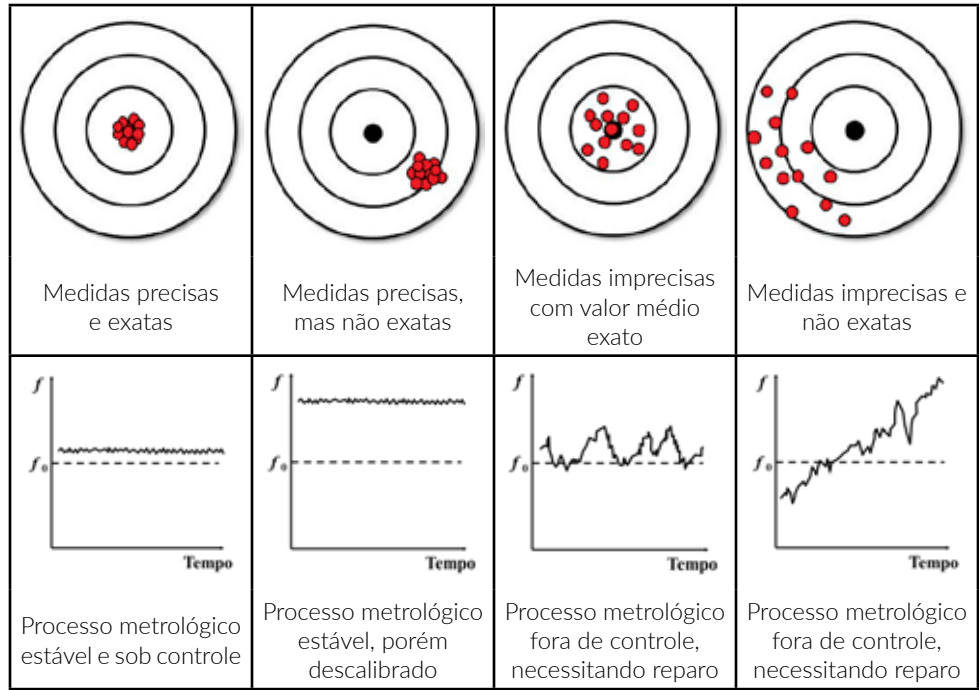 Medidas precisas
e exatas
Medidas precisas,
mas não exatas
Medidas imprecisas
com valor médio
exato
Medidas imprecisas e
não exatas
f
f₀
Tempo
f
f₀
Tempo
f
f₀
Tempo
f
f₀
Tempo
Processo metrológico
estável e sob controle
Processo metrológico
estável, porém
descalibrado
Processo metrológico
fora de controle,
necessitando reparo
Processo metrológico
fora de controle,
necessitando reparo